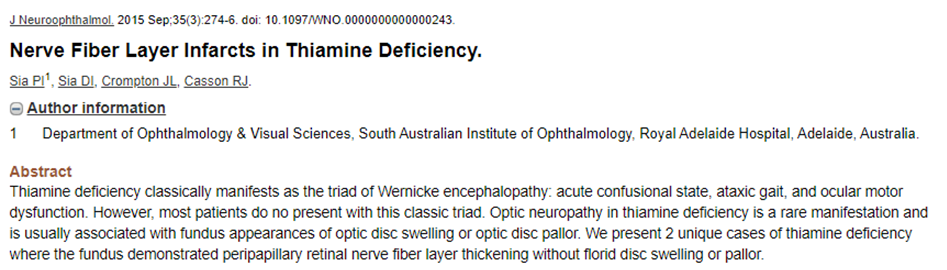 J Neuroophthalmol. 2015 Sep;35(3):274-6. doi: 10.1097/WNO.0000000000000243.
Nerve Fiber Layer Infarcts in Thiamine Deficiency.
Sia PI1, Sia DI, Crompton JL, Casson RJ.
Author information
1 Department of Ophthalmology & Visual Sciences, South Australian Institute of Ophthalmology, Royal Adelaide Hospital, Adelaide, Australia.
Abstract
Thiamine deficiency classically manifests as the triad of Wernicke encephalopathy: acute confusional state, ataxic gait, and ocular motor
dysfunction. However, most patients do no present with this classic triad. Optic neuropathy in thiamine deficiency is a rare manifestation and
is usually associated with fundus appearances of optic disc swelling or optic disc pallor. We present 2 unique cases of thiamine deficiency
where the fundus demonstrated peripapillary retinal nerve fiber layer thickening without florid disc swelling or pallor.